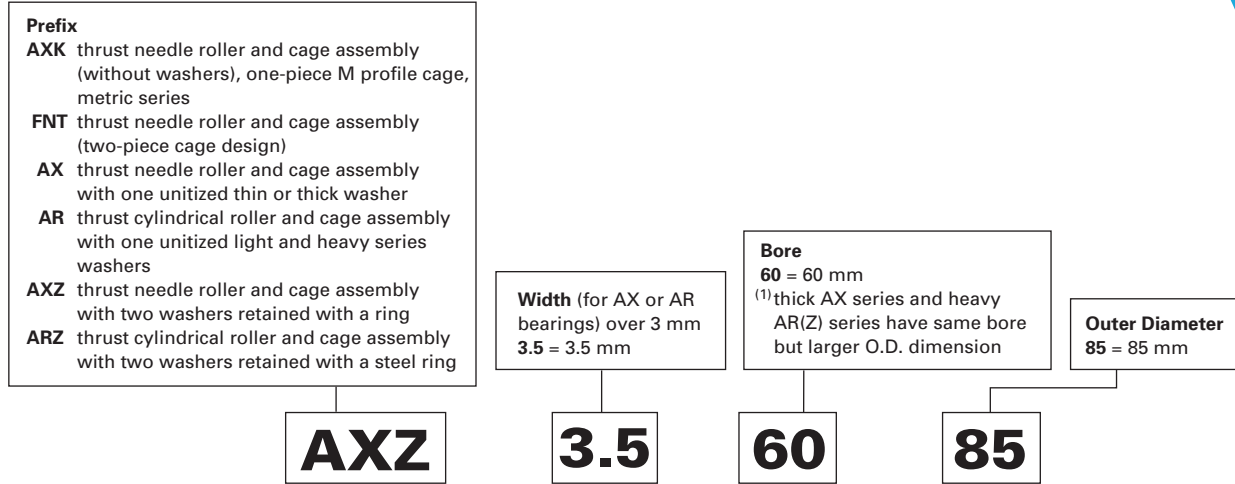 Prefix
AXK thrust needle roller and cage assembly
(without washers), one-piece M profile cage,
metric series
FNT thrust needle roller and cage assembly
(two-piece cage design)
AX thrust needle roller and cage assembly
with one unitized thin or thick washer
AR thrust cylindrical roller and cage assembly
with one unitized light and heavy series
washers
AXZ thrust needle roller and cage assembly
with two washers retained with a ring
ARZ thrust cylindrical roller and cage assembly
with two washers retained with a steel ring
Width (for AX or AR
bearings) over 3 mm
3.5 = 3.5 mm
Bore
60 = 60 mm
(1) thick AX series and heavy
AR(Z) series have same bore
but larger O.D. dimension
Outer Diameter
85 = 85 mm
AXZ 3.5 60 85